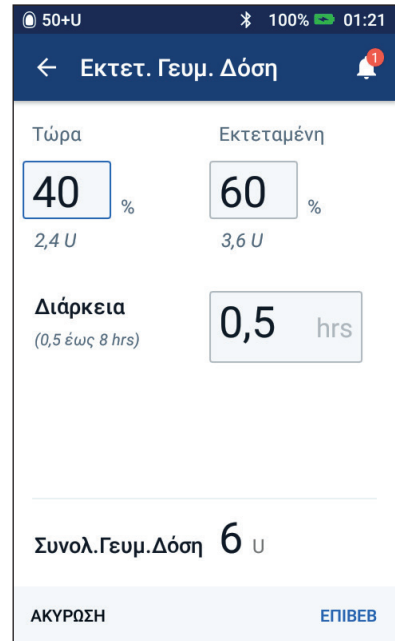 50+U 100% 01:21
Εκτετ. Γευμ. Δόση 1
Τώρα Εκτεταμένη
40 % 60 %
2,4 U 3,6 U
Διάρκεια 0,5 hrs
(0,5 έως 8 hrs)
Συνολ.Γευμ.Δόση 6 U
ΑΚΥΡΩΣΗ ΕΠΙΒΕΒ